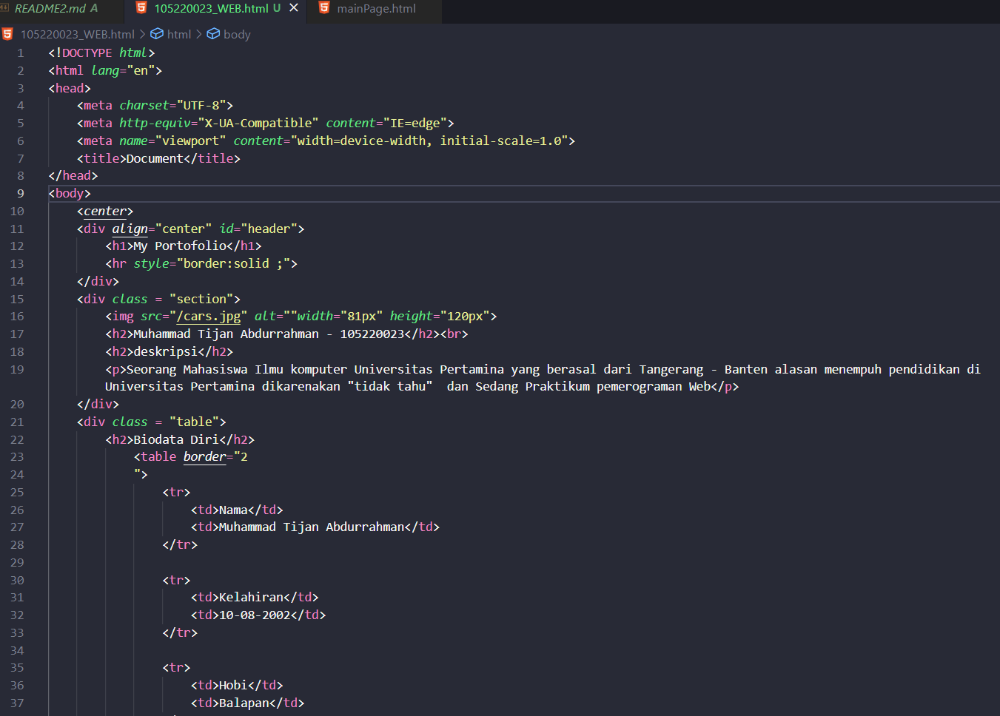 README2.md A 105220023_WEB.html U × mainPage.html
105220023_WEB.html > html > body
1 <!DOCTYPE html>
2 <html lang="en">
3 <head>
4 <meta charset="UTF-8">
5 <meta http-equiv="X-UA-Compatible" content="IE=edge">
6 <meta name="viewport" content="width=device-width, initial-scale=1.0">
7 <title>Document</title>
8 </head>
9 <body>
10 <center>
11 <div align="center" id="header">
12 <h1>My Portofolio</h1>
13 <hr style="border:solid ;">
14 </div>
15 <div class = "section">
16 <img src="/cars.jpg" alt=""width="81px" height="120px">
17 <h2>Muhammad Tijan Abdurrahman - 105220023</h2><br>
18 <h2>deskripsi</h2>
19 <p>Seorang Mahasiswa Ilmu komputer Universitas Pertamina yang berasal dari Tangerang - Banten alasan menempuh pendidikan di
Universitas Pertamina dikarenakan "tidak tahu"  dan Sedang Praktikum pemerograman Web</p>
20 </div>
21 <div class = "table">
22 <h2>Biodata Diri</h2>
23 <table border="2
24 ">
25 <tr>
26 <td>Nama</td>
27 <td>Muhammad Tijan Abdurrahman</td>
28 </tr>
29
30 <tr>
31 <td>Kelahiran</td>
32 <td>10-08-2002</td>
33 </tr>
34
35 <tr>
36 <td>Hobi</td>
37 <td>Balapan</td>